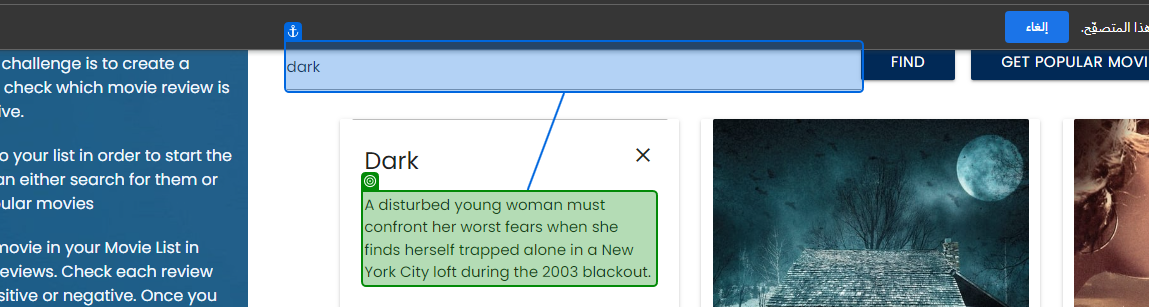 هذا المتصفّح.
إلغاء
challenge is to create a
check which movie review is
ive.
o your list in order to start the
an either search for them or
ular movies
movie in your Movie List in
eviews. Check each review
sitive or negative. Once you
dark
FIND
GET POPULAR MOVI
Dark
A disturbed young woman must
confront her worst fears when she
finds herself trapped alone in a New
York City loft during the 2003 blackout.